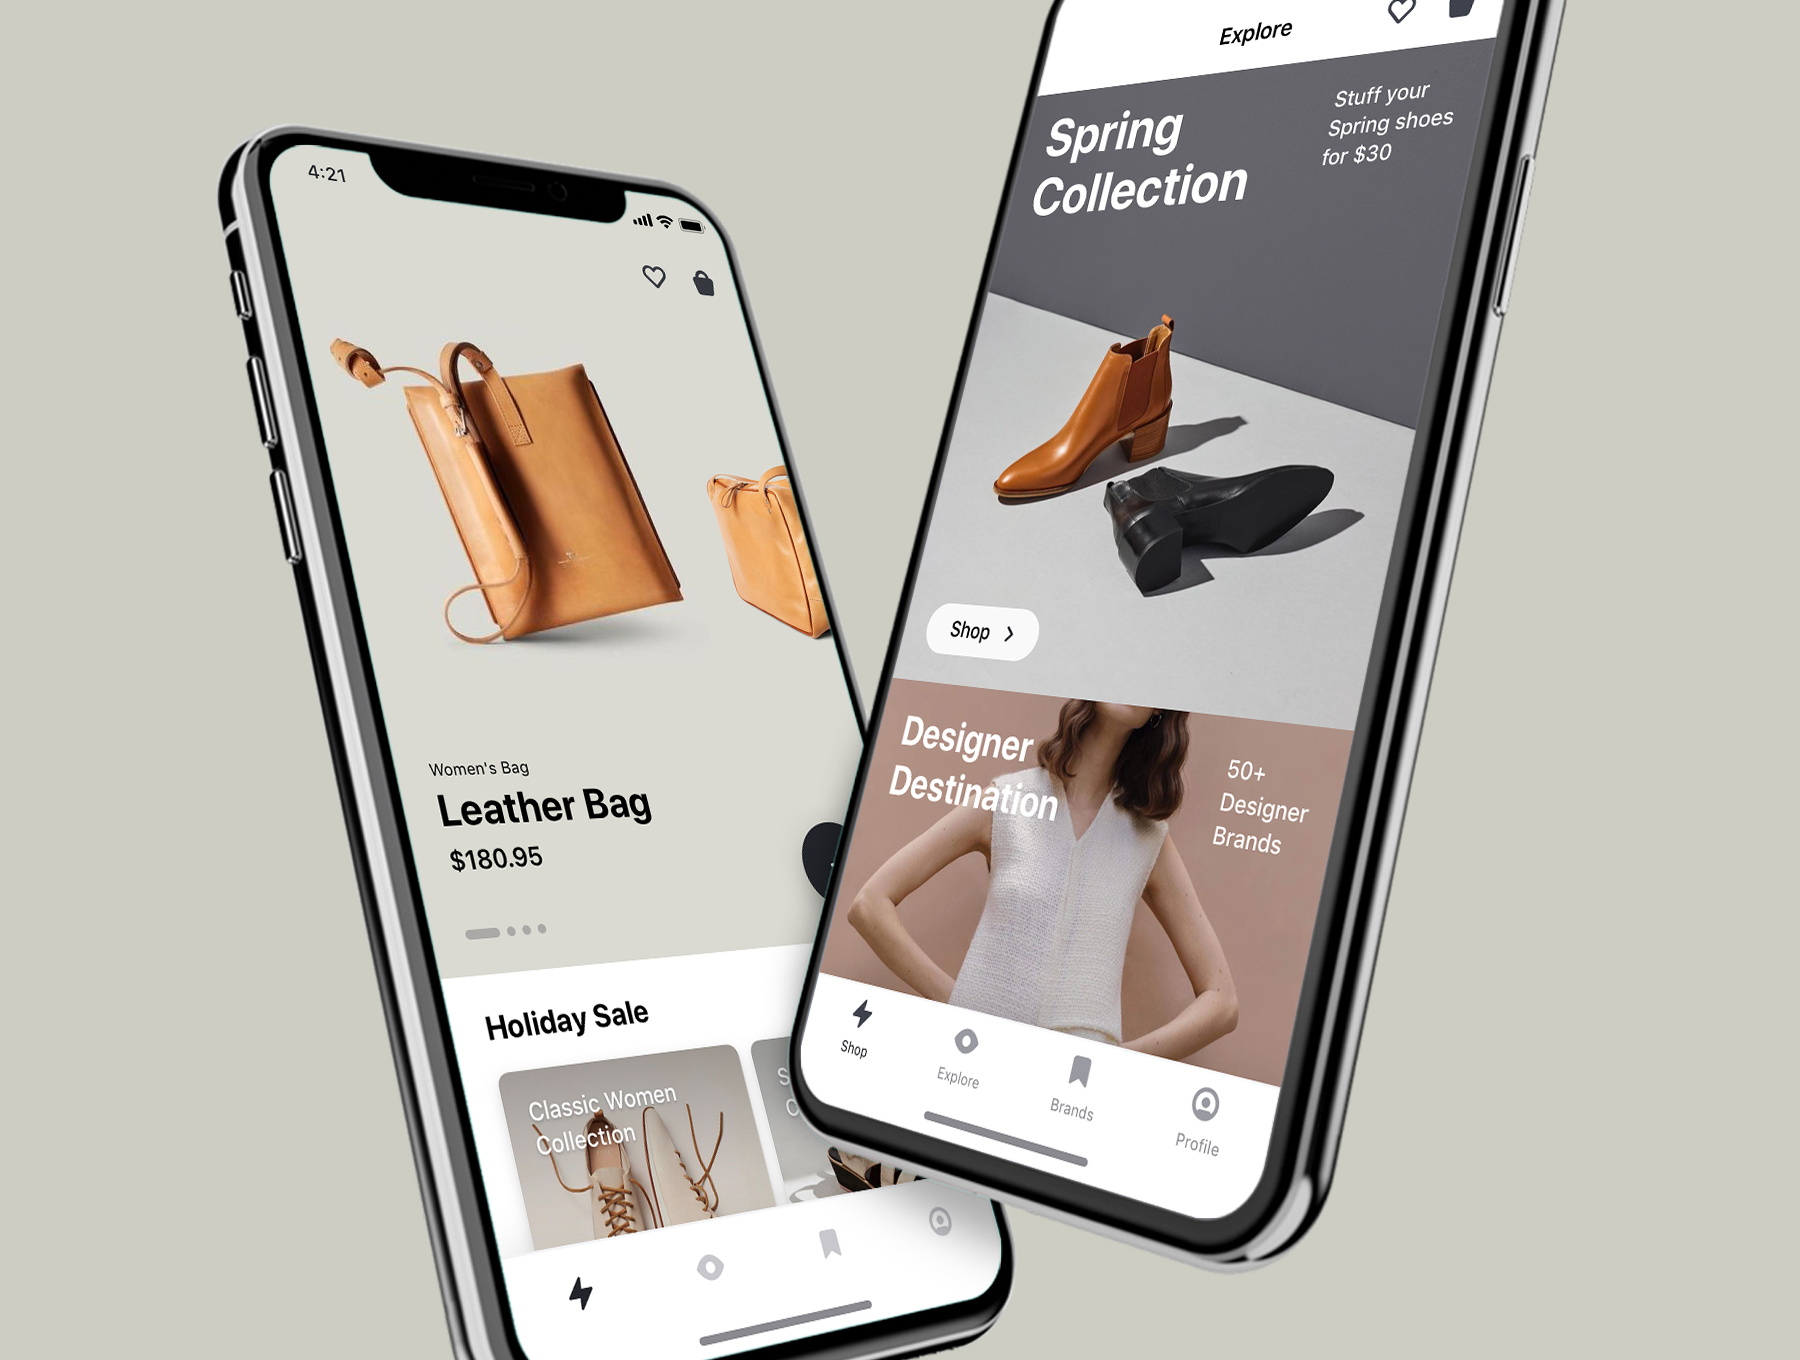 4:21
Women's Bag
Leather Bag
$180.95
Holiday Sale
Classic Women
Collection
Explore
Spring
Collection
Stuff your
Spring shoes
for $30
Shop
Designer
Destination
50+
Designer
Brands
Shop
Explore
Brands
Profile